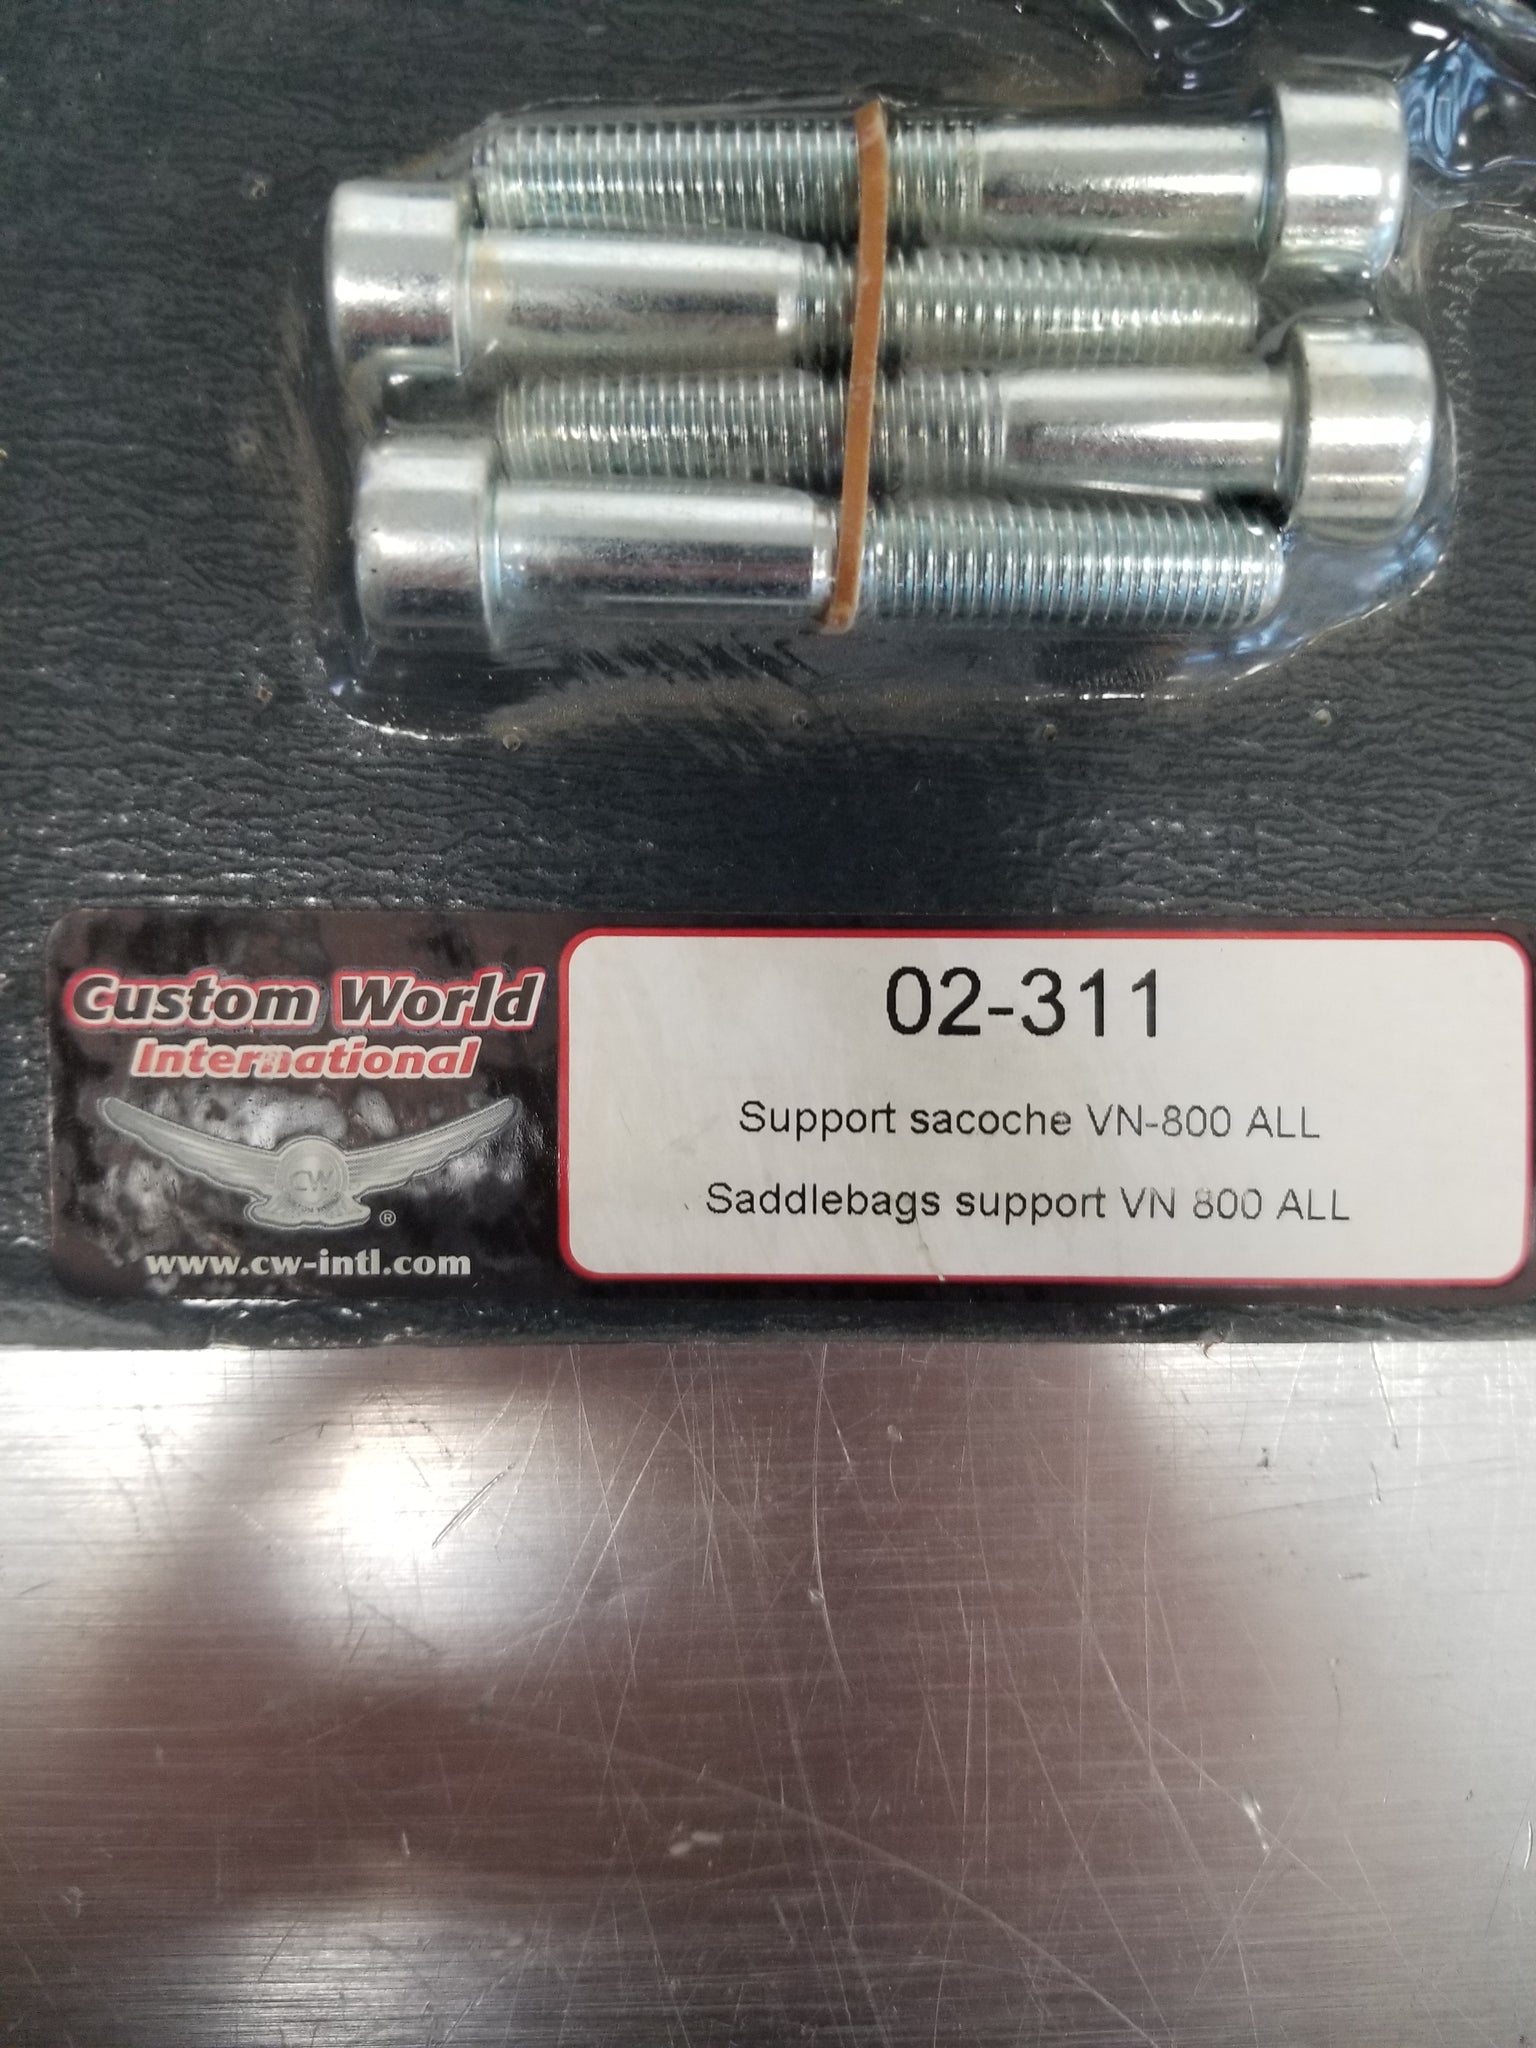 Custom World
International
CW
®
www.cw-intl.com
02-311
Support sacoche VN-800 ALL
Saddlebags support VN 800 ALL